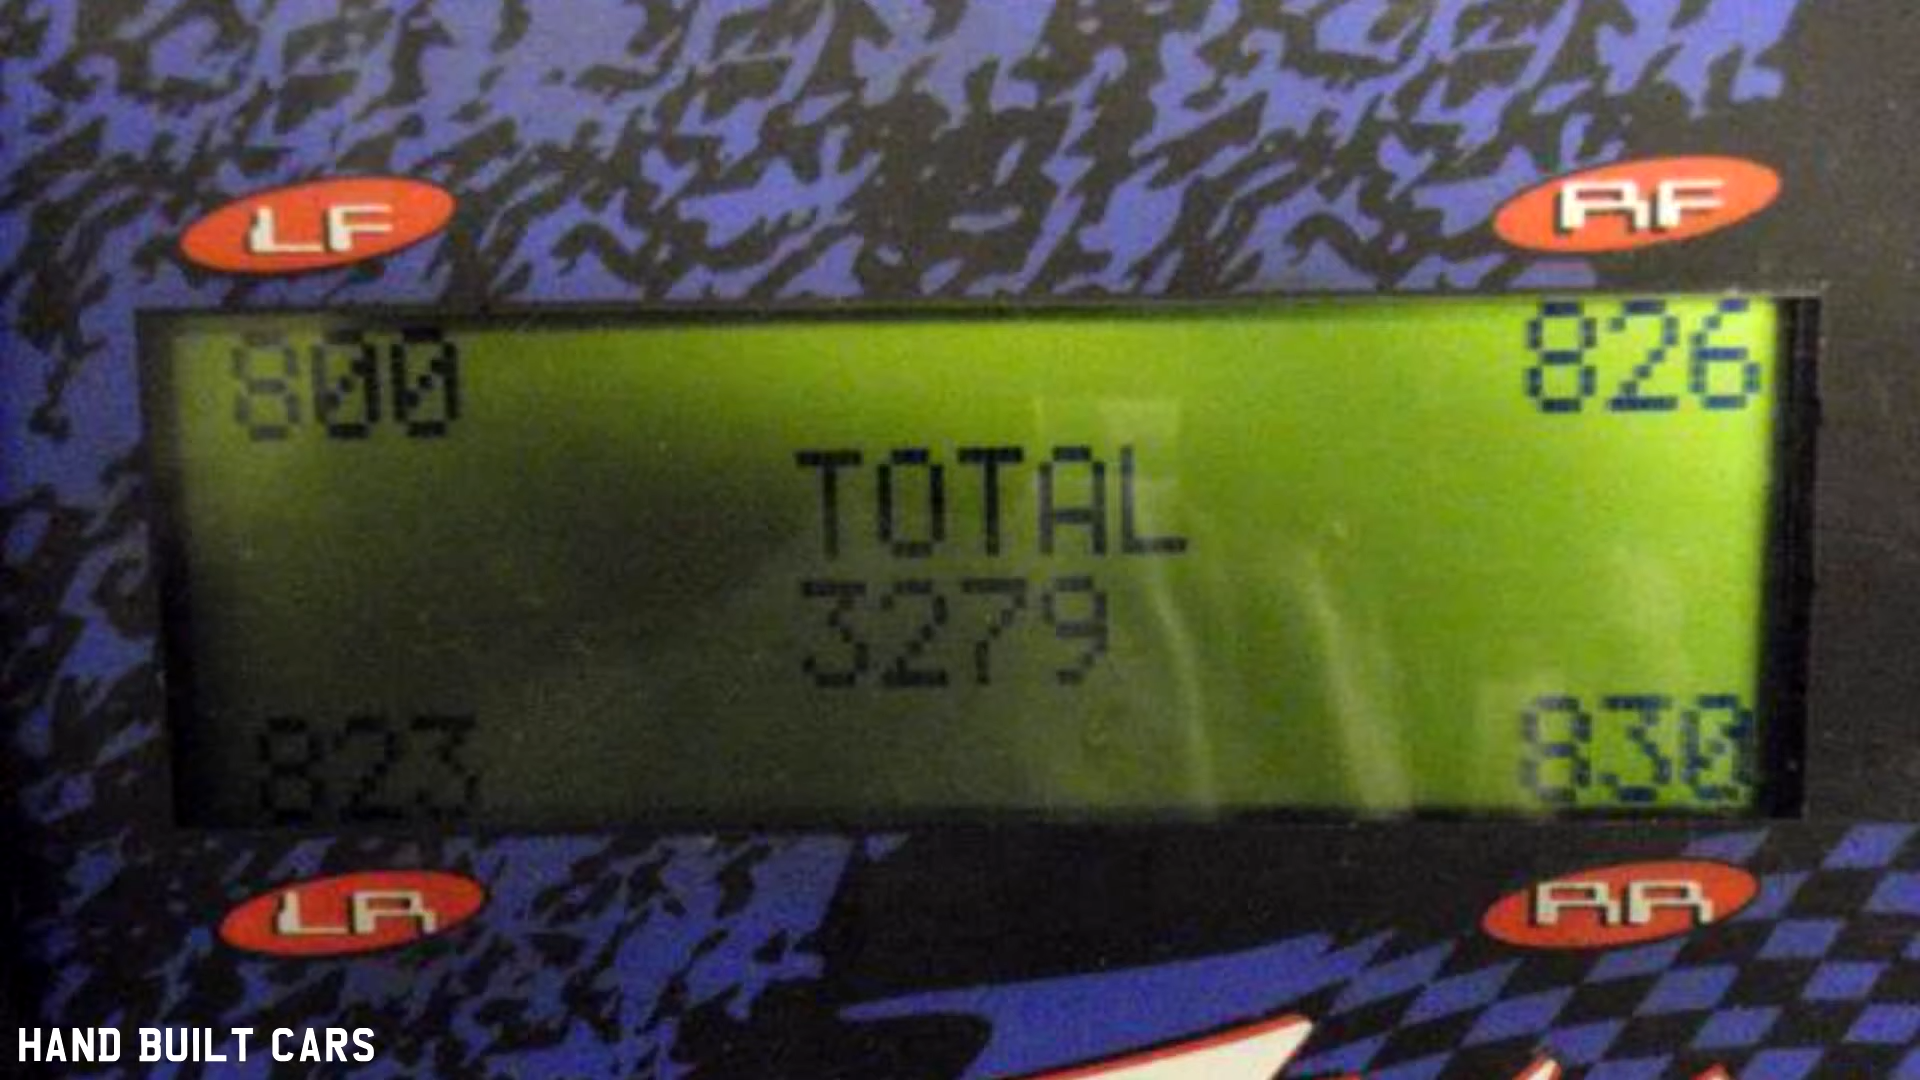 LF
RF
800
826
TOTAL
3279
823
830
LR
RR
HAND BUILT CARS